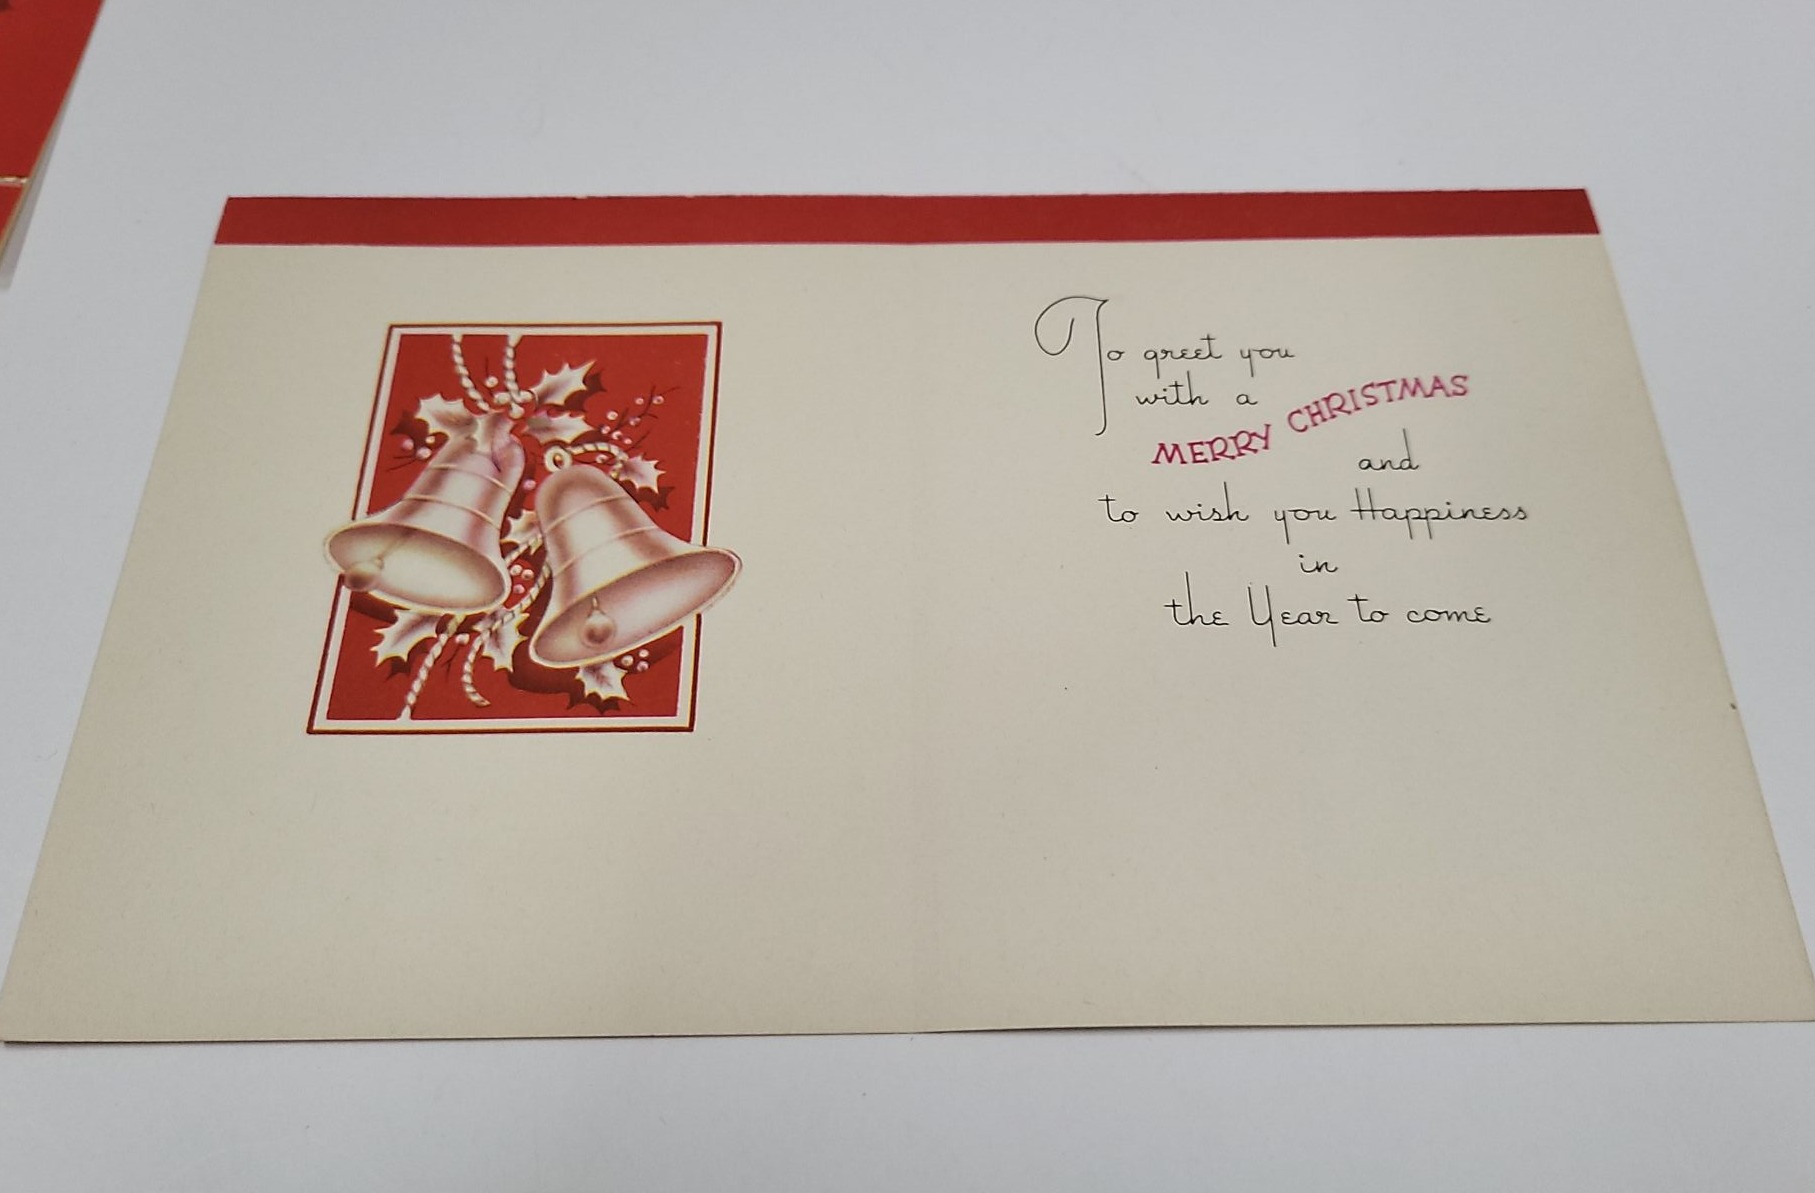 To greet you
with a
MERRY CHRISTMAS
and
to wish you Happiness
in
the Year to come